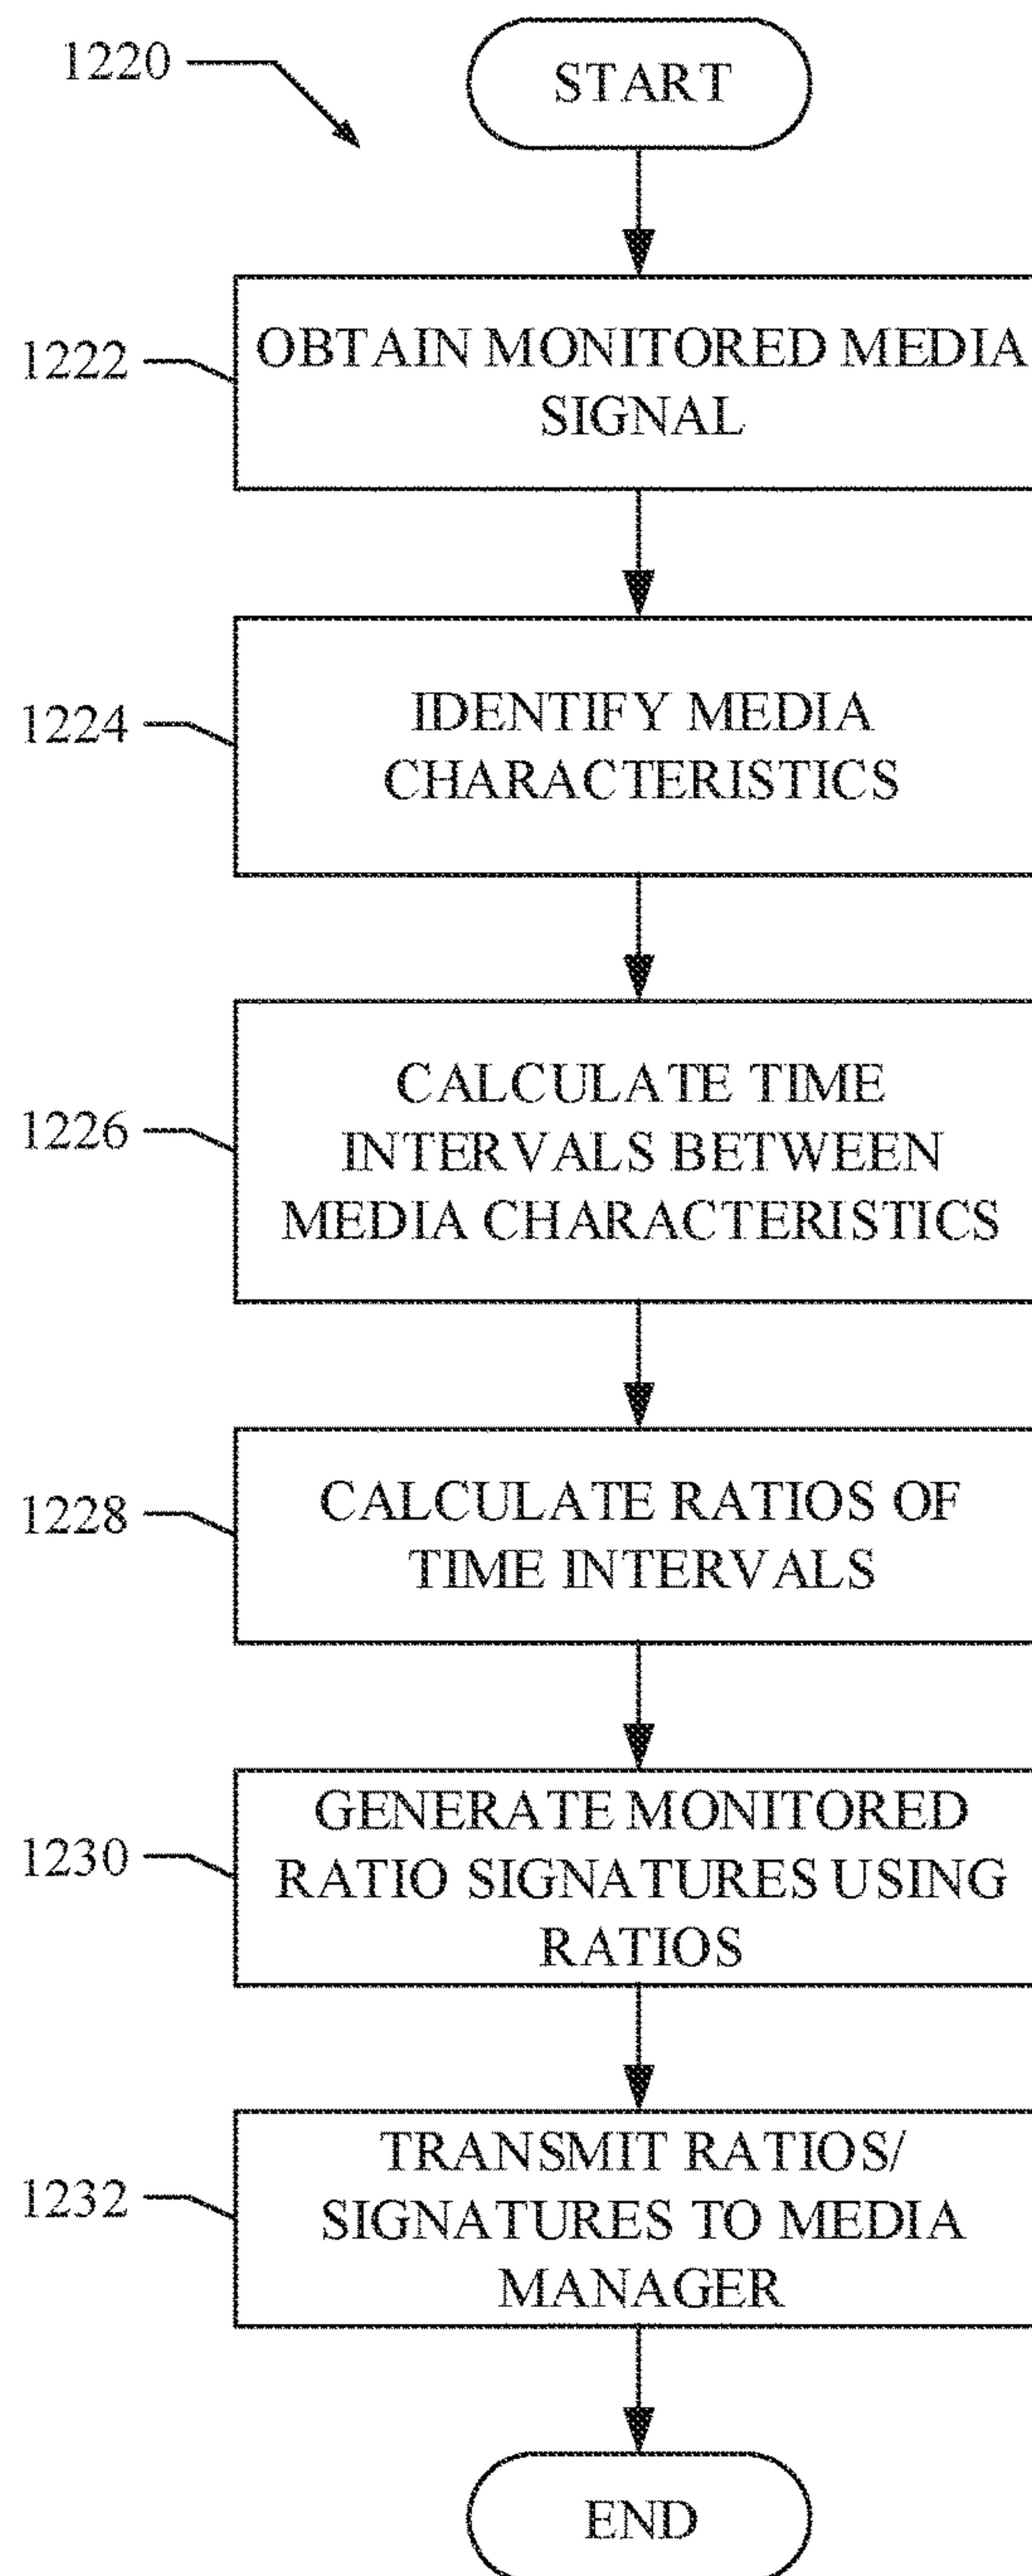 1220
START
1222
OBTAIN MONITORED MEDIA
SIGNAL
1224
IDENTIFY MEDIA
CHARACTERISTICS
1226
CALCULATE TIME
INTERVALS BETWEEN
MEDIA CHARACTERISTICS
1228
CALCULATE RATIOS OF
TIME INTERVALS
1230
GENERATE MONITORED
RATIO SIGNATURES USING
RATIOS
1232
TRANSMIT RATIOS/
SIGNATURES TO MEDIA
MANAGER
END